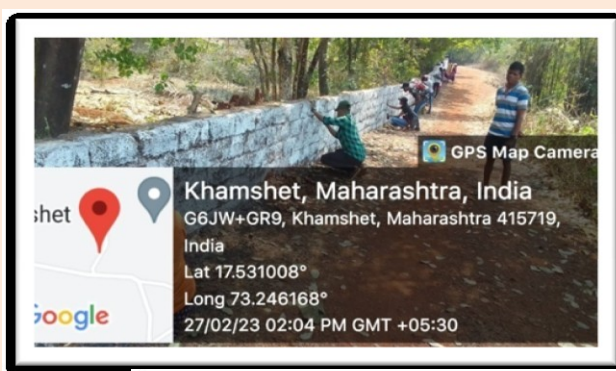 GPS Map Camera
shet
Google
Khamshet, Maharashtra, India
G6JW+GR9, Khamshet, Maharashtra 415719,
India
Lat 17.531008°
Long 73.246168°
27/02/23 02:04 PM GMT +05:30